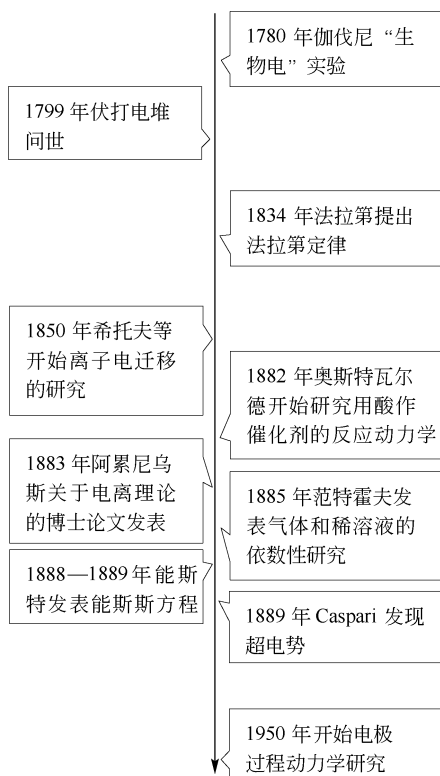 1780 年伽伐尼“生
物电”实验
1799 年伏打电堆
问世
1834 年法拉第提出
法拉第定律
1850 年希托夫等
开始离子电迁移
的研究
1882 年奥斯特瓦尔
德开始研究用酸作
催化剂的反应动力学
1883 年阿累尼乌
斯关于电离理论
的博士论文发表
1885 年范特霍夫发
表气体和稀溶液的
依数性研究
1888—1889 年能斯
特发表能斯斯方程
1889 年 Caspari 发现
超电势
1950 年开始电极
过程动力学研究